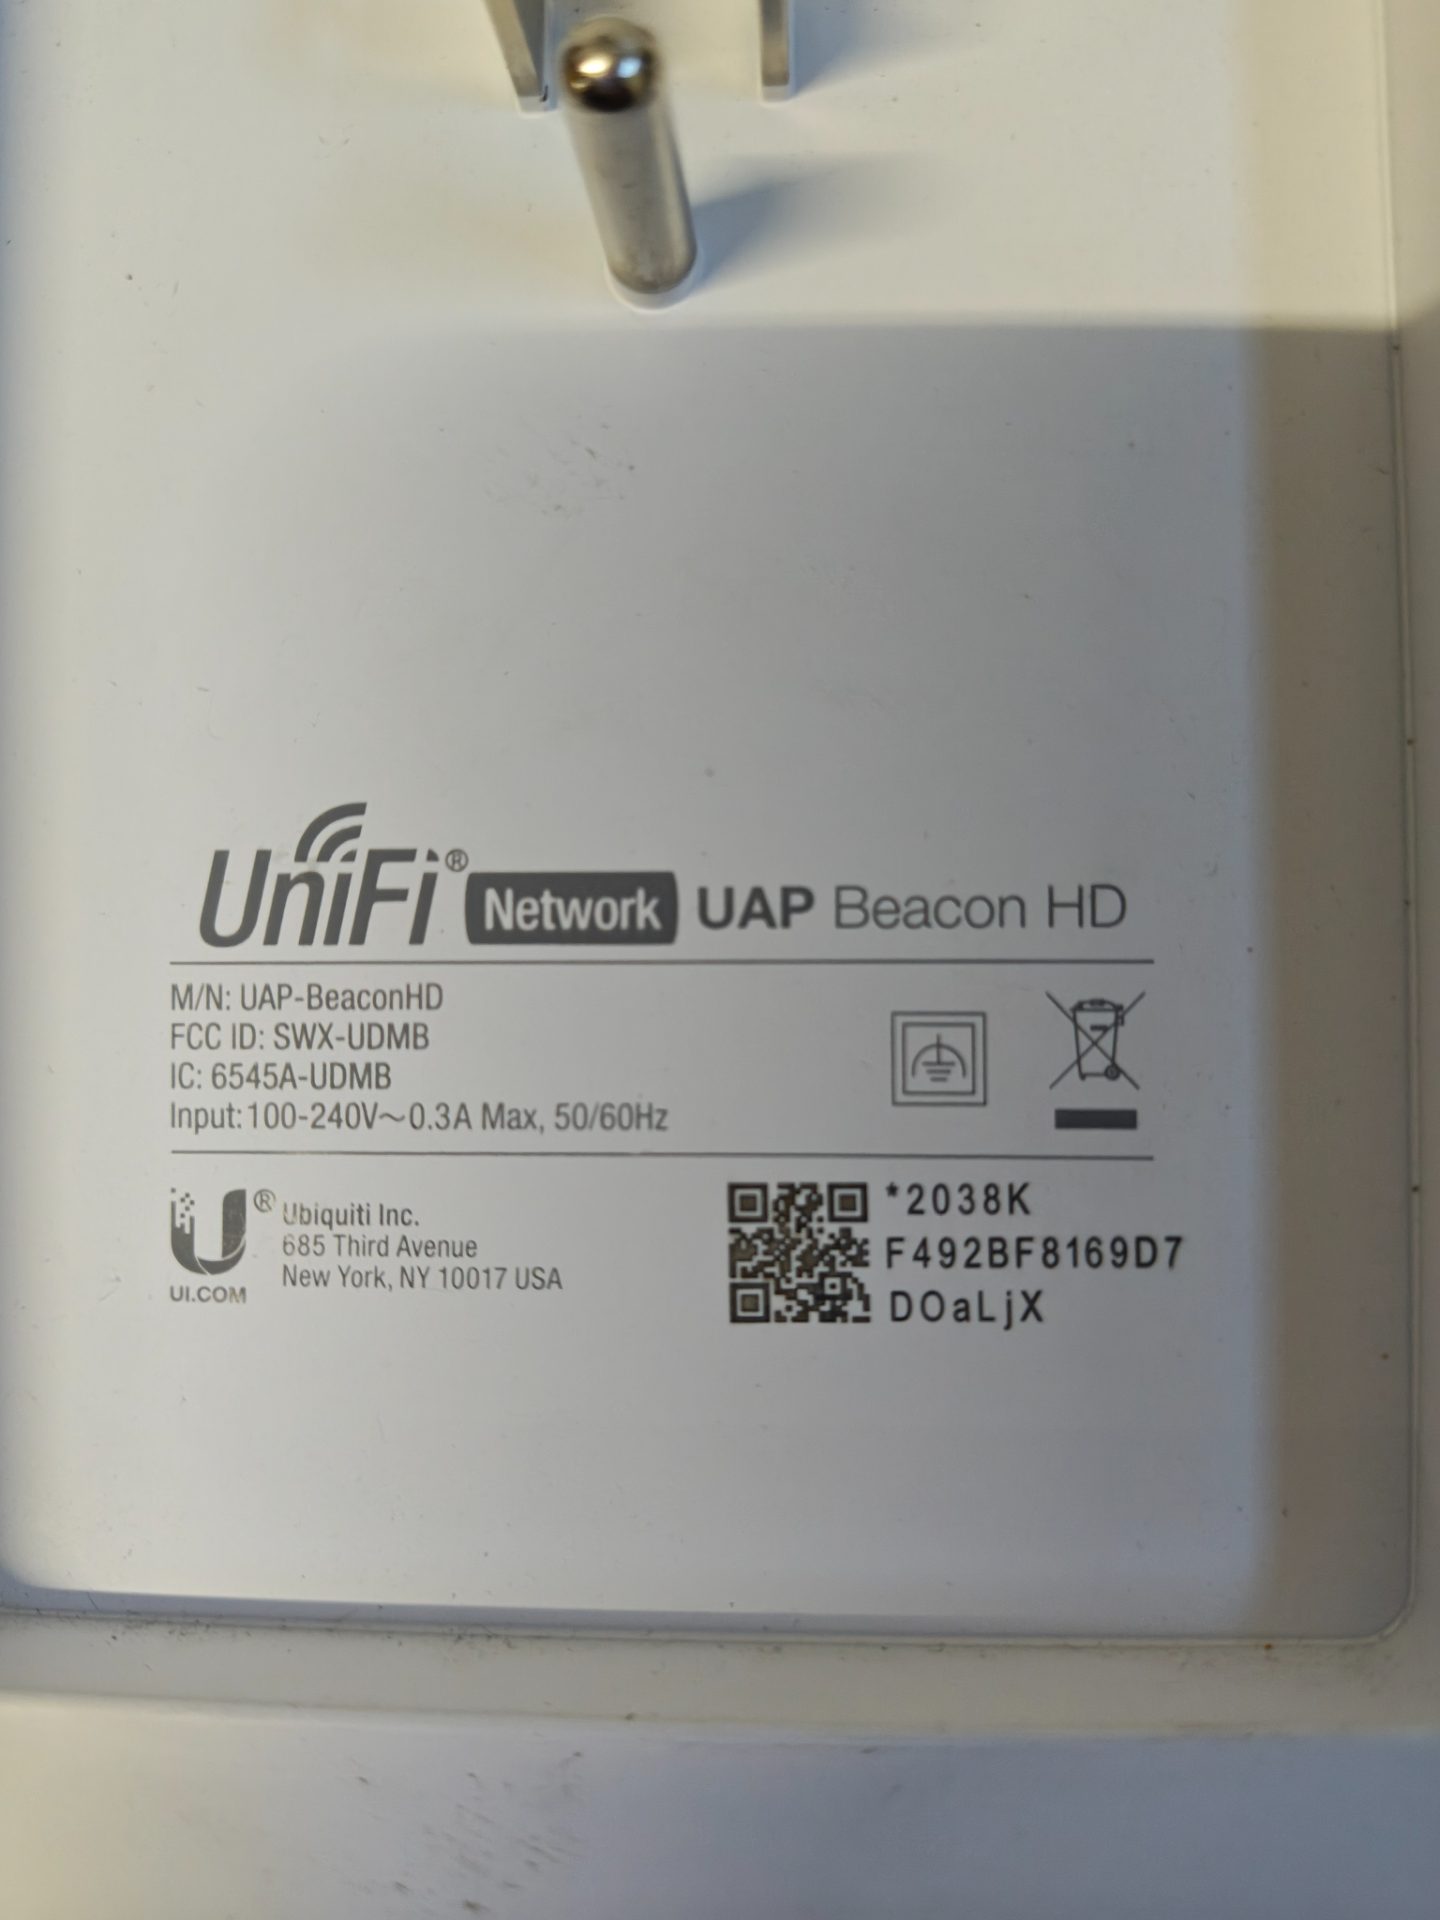 UniFi® Network UAP Beacon HD
M/N: UAP-BeaconHD
FCC ID: SWX-UDMB
IC: 6545A-UDMB
Input: 100-240V~0.3A Max, 50/60Hz
U®
UI.COM
Ubiquiti Inc.
685 Third Avenue
New York, NY 10017 USA
*2038K
F492BF8169D7
DOaLjX